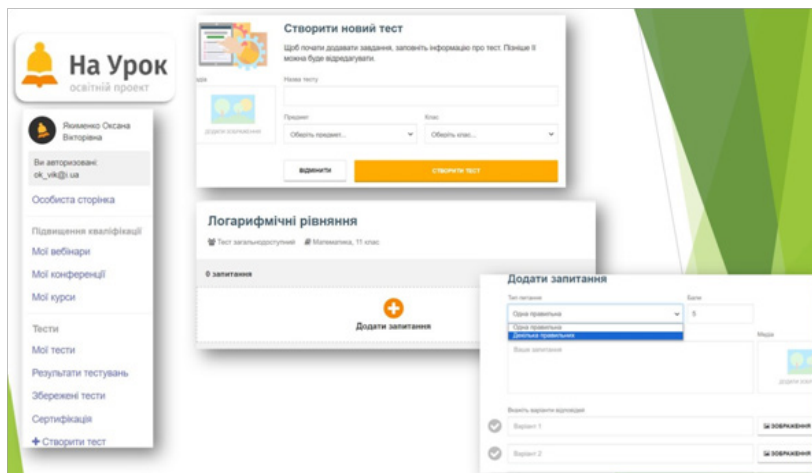 На Урок
освітній проект
Якименко Оксана
Вікторівна
Ви авторизовані:
ok_vik@i.ua
Особиста сторінка
Підвищення кваліфікації
Мої вебінари
Мої конференції
Мої курси
Тести
Мої тести
Результати тестувань
Збережені тести
Сертифікація
+ Створити тест
Створити новий тест
Щоб почати додавати завдання, заповніть інформацію про тест. Пізніше її
можна буде відредагувати.
Назва тесту
ДОДАТИ ЗОБРАЖЕННЯ
Предмет
Клас
Оберіть предмет...
Оберіть клас...
ВІДМІНИТИ
СТВОРИТИ ТЕСТ
Логарифмічні рівняння
Тест загальнодоступний
Математика, 11 клас
0 запитання
Додати запитання
Додати запитання
Тип питання
Бали
Одна правильна
5
Одна правильна
Декілька правильних
Медіа
Ваше запитання
Вкажіть варіанти відповідей
Варіант 1
ЗОБРАЖЕННЯ
Варіант 2
ЗОБРАЖЕННЯ